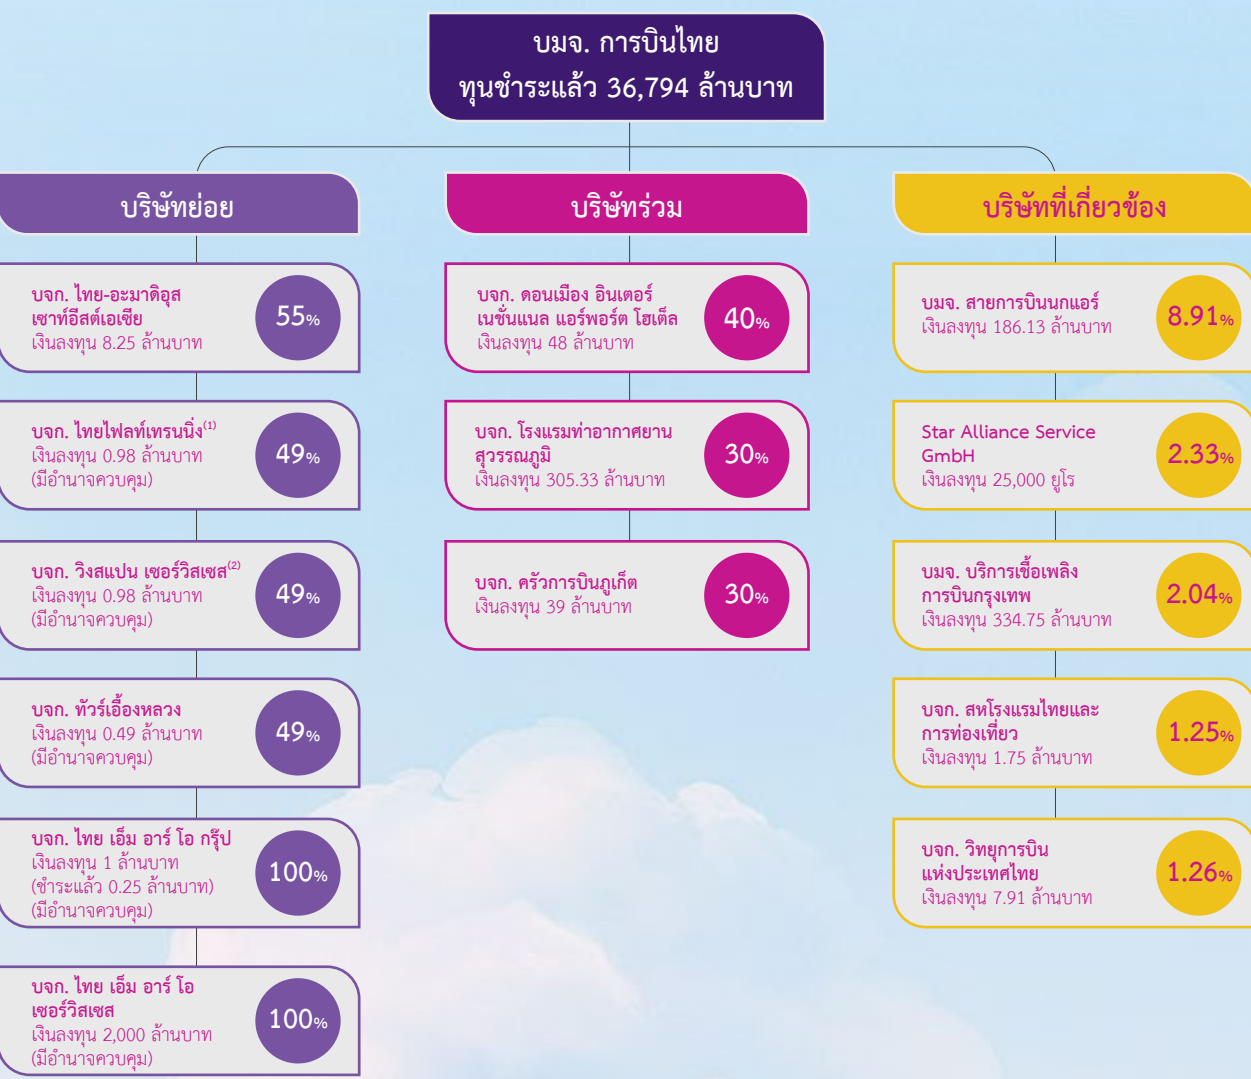 บมจ. การบินไทย
ทุนชำระแล้ว 36,794 ล้านบาท
บริษัทย่อย
บจก. ไทย-อะมาดิอุส
เซาท์อีสต์เอเชีย
เงินลงทุน 8.25 ล้านบาท
55%
บจก. ไทยไฟลท์เทรนนิ่ง(1)
เงินลงทุน 0.98 ล้านบาท
(มีอำนาจควบคุม)
49%
บจก. วิงสแปน เซอร์วิสเซส(2)
เงินลงทุน 0.98 ล้านบาท
(มีอำนาจควบคุม)
49%
บจก. ทัวร์เอื้องหลวง
เงินลงทุน 0.49 ล้านบาท
(มีอำนาจควบคุม)
49%
บจก. ไทย เอ็ม อาร์ โอ กรุ๊ป
เงินลงทุน 1 ล้านบาท
(ชำระแล้ว 0.25 ล้านบาท)
(มีอำนาจควบคุม)
100%
บจก. ไทย เอ็ม อาร์ โอ
เซอร์วิสเซส
เงินลงทุน 2,000 ล้านบาท
(มีอำนาจควบคุม)
100%
บริษัทร่วม
บจก. ดอนเมือง อินเตอร์
เนชั่นแนล แอร์พอร์ต โฮเต็ล
เงินลงทุน 48 ล้านบาท
40%
บจก. โรงแรมท่าอากาศยาน
สุวรรณภูมิ
เงินลงทุน 305.33 ล้านบาท
30%
บจก. ครัวการบินภูเก็ต
เงินลงทุน 39 ล้านบาท
30%
บริษัทที่เกี่ยวข้อง
บมจ. สายการบินนกแอร์
เงินลงทุน 186.13 ล้านบาท
8.91%
Star Alliance Service
GmbH
เงินลงทุน 25,000 ยูโร
2.33%
บมจ. บริการเชื้อเพลิง
การบินกรุงเทพ
เงินลงทุน 334.75 ล้านบาท
2.04%
บจก. สหโรงแรมไทยและ
การท่องเที่ยว
เงินลงทุน 1.75 ล้านบาท
1.25%
บจก. วิทยุการบิน
แห่งประเทศไทย
เงินลงทุน 7.91 ล้านบาท
1.26%